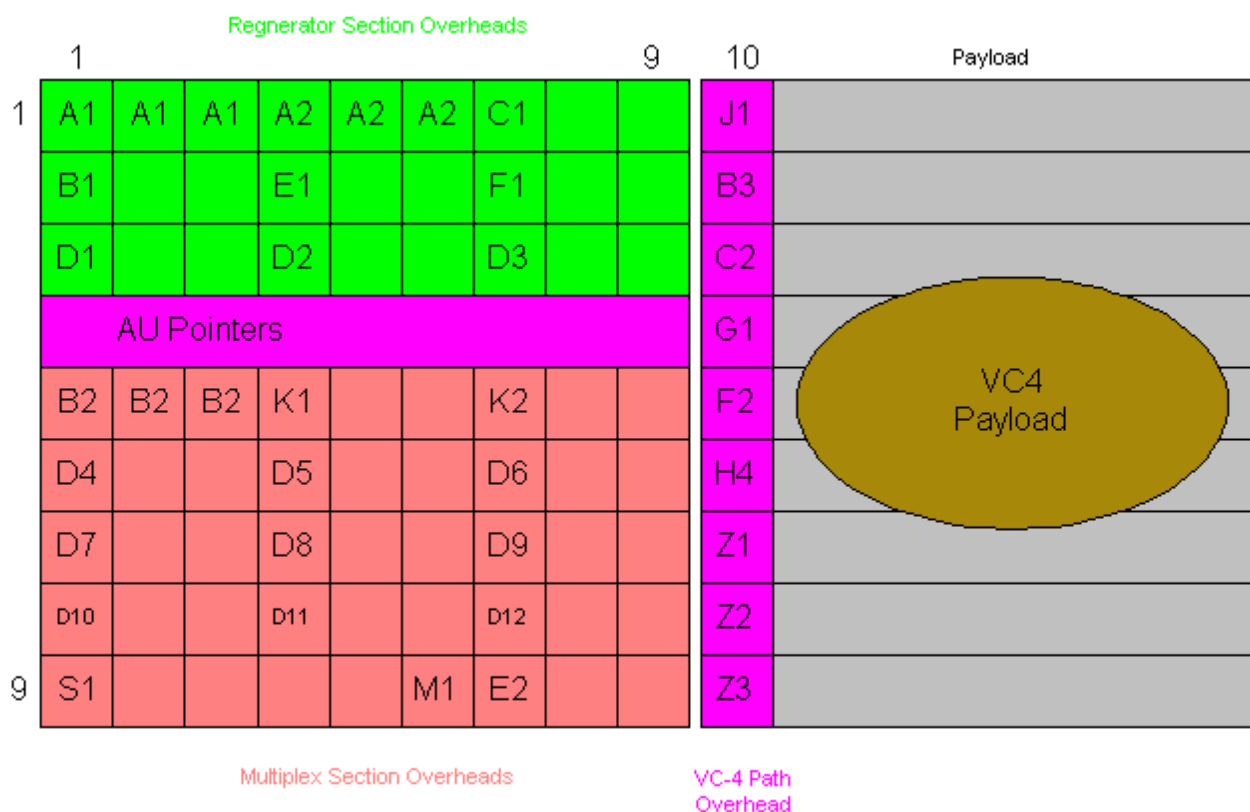 Regnerator Section Overheads
1 9 10 Payload
1 A1 A1 A1 A2 A2 A2 C1 J1
B1 E1 F1 B3
D1 D2 D3 C2
AU Pointers G1
B2 B2 B2 K1 K2 F2 VC4
Payload
D4 D5 D6 H4
D7 D8 D9 Z1
D10 D11 D12 Z2
9 S1 M1 E2 Z3
Multiplex Section Overheads VC-4 Path
Overhead